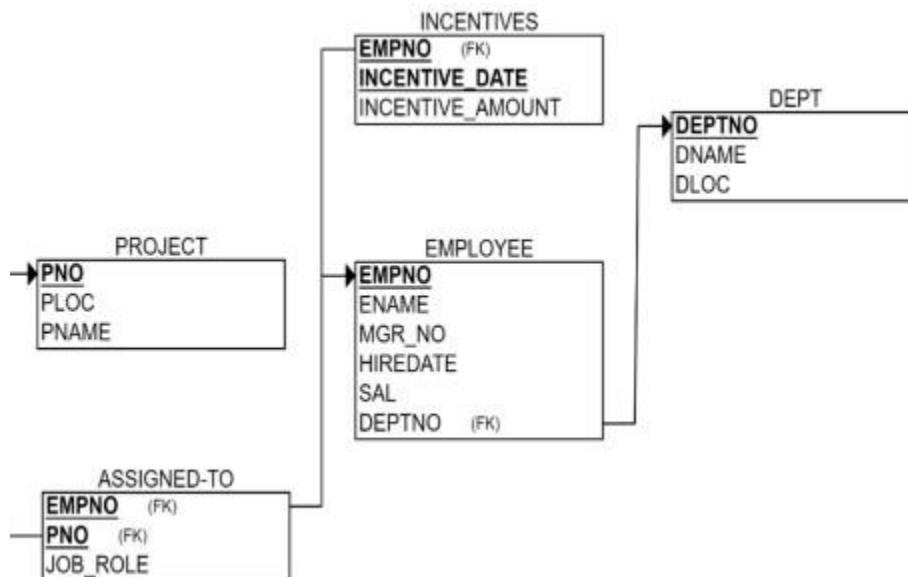 INCENTIVES
EMPNO (FK)
INCENTIVE_DATE
INCENTIVE_AMOUNT
DEPT
DEPTNO
DNAME
DLOC
PROJECT
PNO
PLOC
PNAME
EMPLOYEE
EMPNO
ENAME
MGR_NO
HIREDATE
SAL
DEPTNO (FK)
ASSIGNED-TO
EMPNO (FK)
PNO (FK)
JOB_ROLE